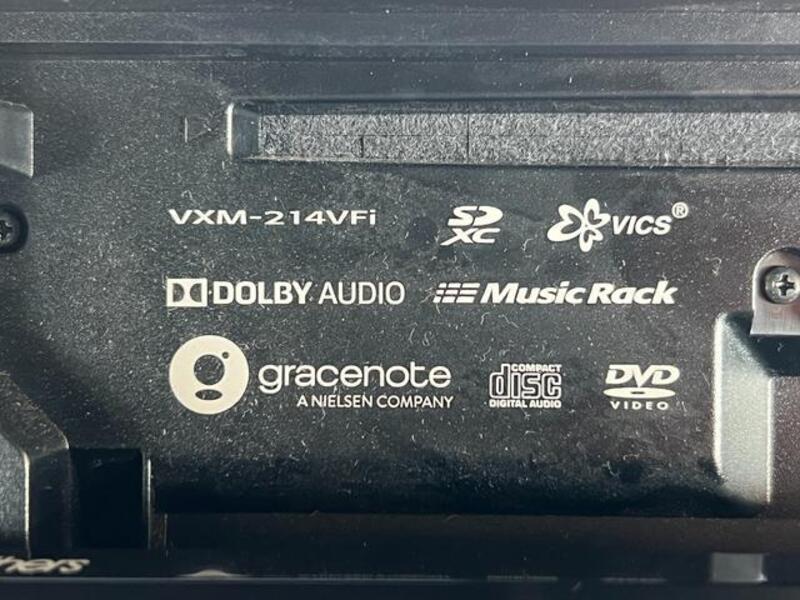 VXM-214VFi
SD XC
VICS®
DOLBY AUDIO
Music Rack
gracenote
A NIELSEN COMPANY
COMPACT
disc
DIGITAL AUDIO
DVD
VIDEO